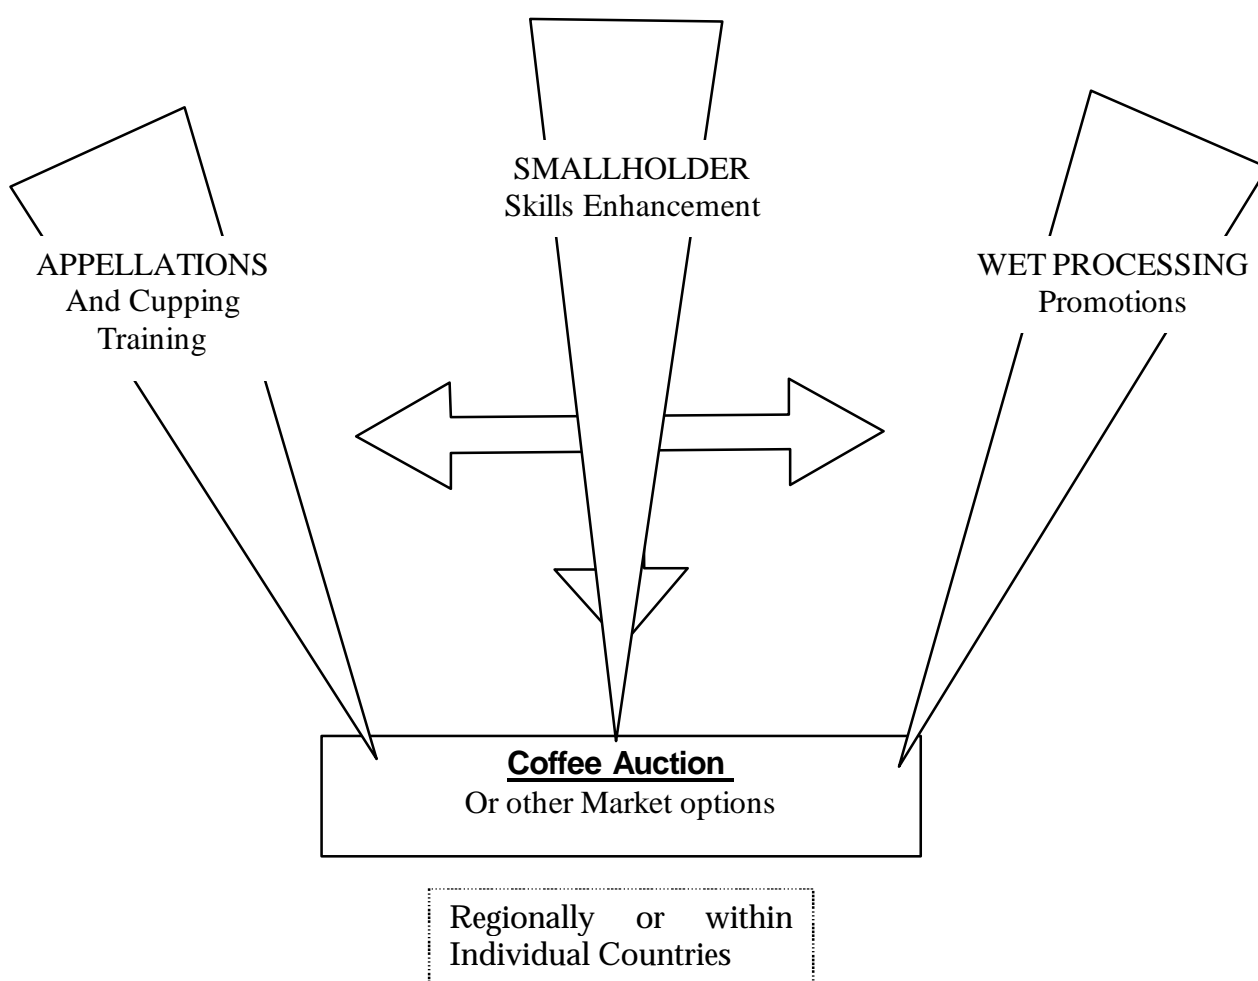 SMALLHOLDER
Skills Enhancement
APPELLATIONS
And Cupping
Training
WET PROCESSING
Promotions
Coffee Auction
Or other Market options
Regionally or within
Individual Countries